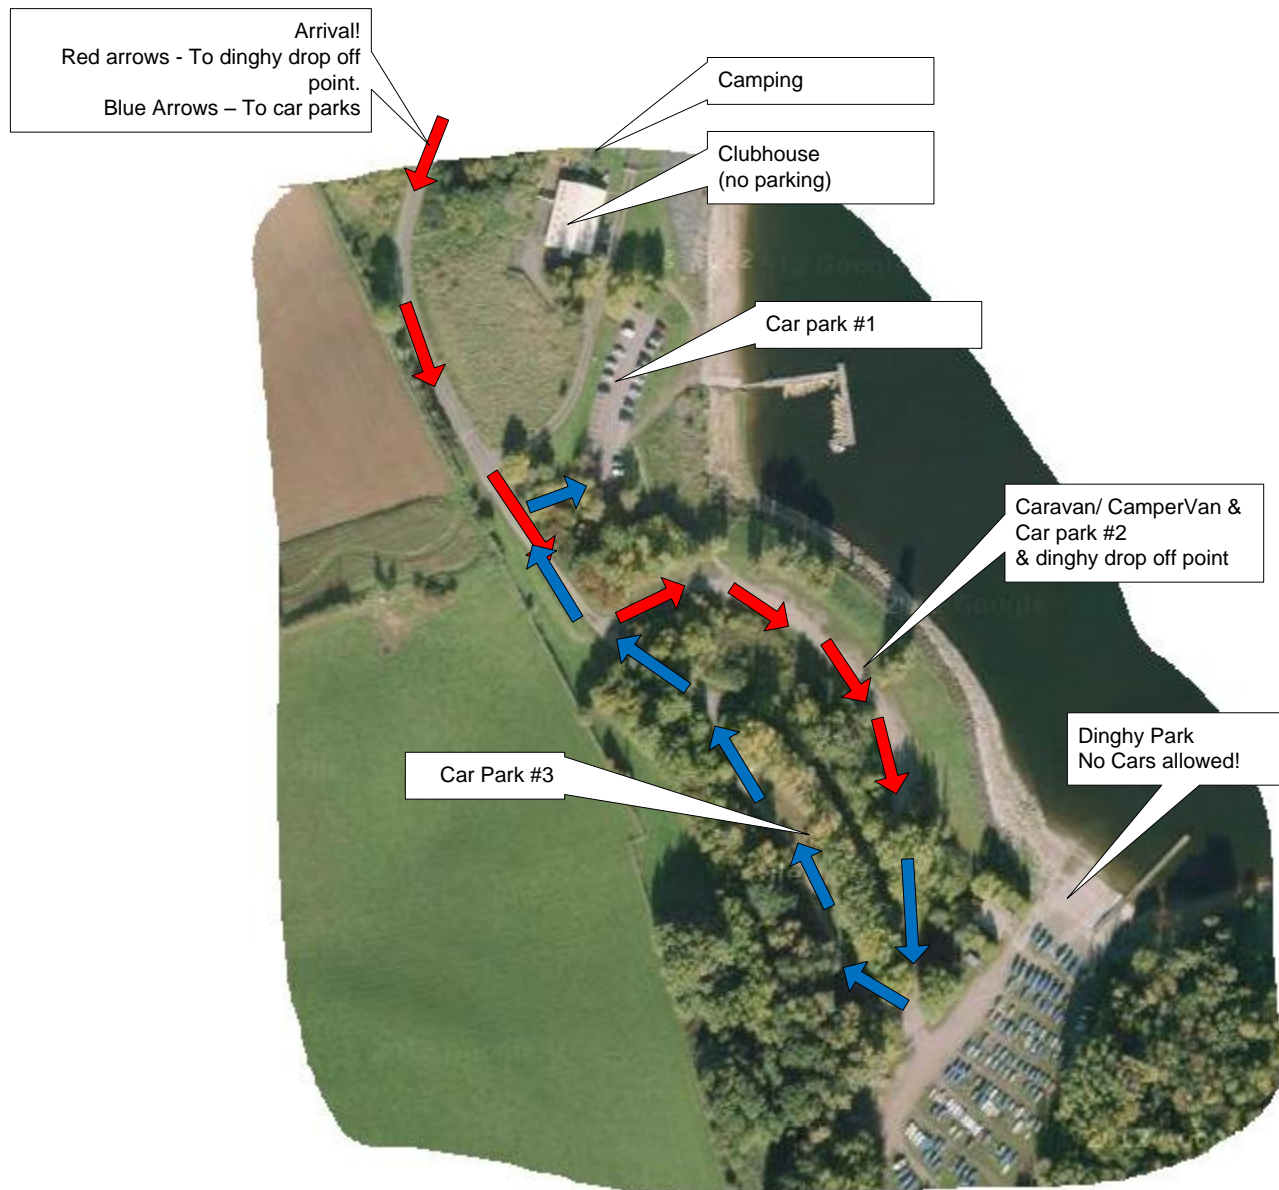 Arrival!
Red arrows - To dinghy drop off
point.
Blue Arrows – To car parks
Camping
Clubhouse
(no parking)
Car park #1
Caravan/ CamperVan &
Car park #2
& dinghy drop off point
Dinghy Park
No Cars allowed!
Car Park #3